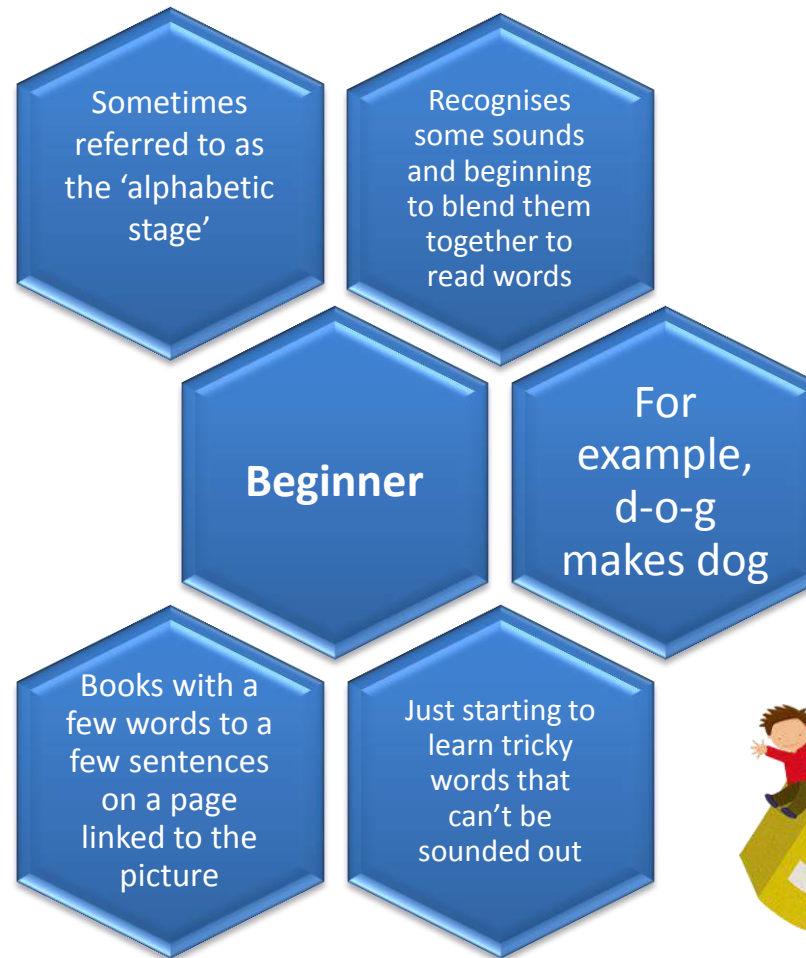 Sometimes
referred to as
the ‘alphabetic
stage’
Recognises
some sounds
and beginning
to blend them
together to
read words
Beginner
For
example,
d-o-g
makes dog
Books with a
few words to a
few sentences
on a page
linked to the
picture
Just starting to
learn tricky
words that
can’t be
sounded out